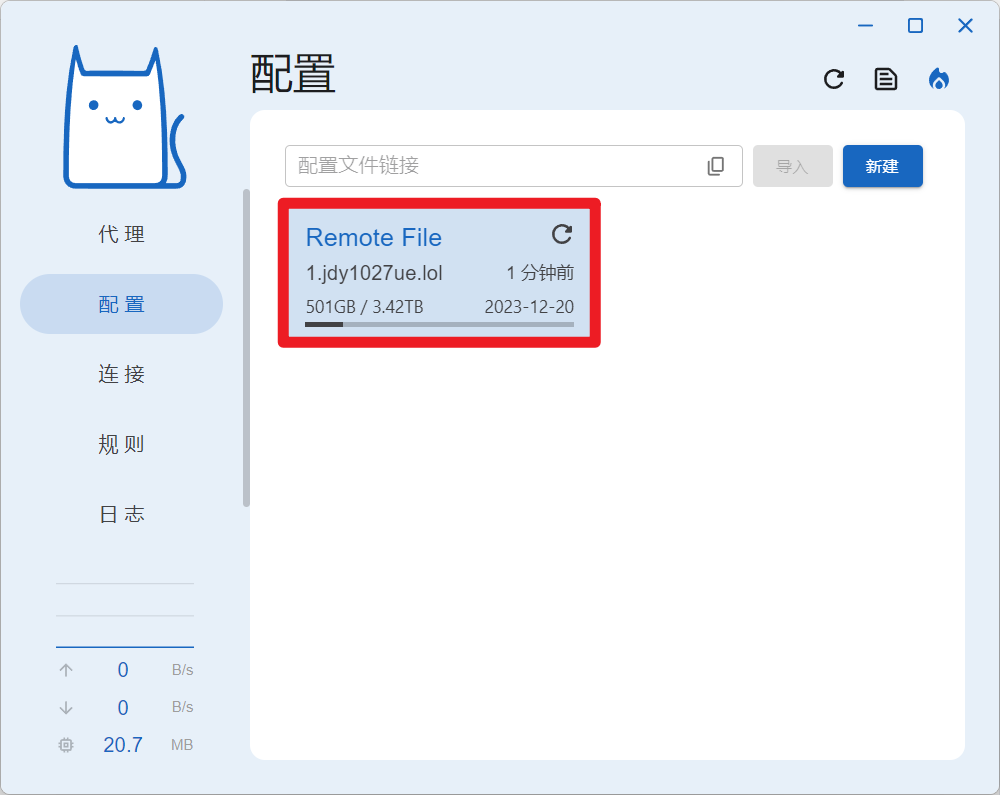 配置
配置文件链接
导入
新建
Remote File
1.jdy1027ue.lol
1 分钟前
501GB / 3.42TB
2023-12-20
代 理
配 置
连 接
规 则
日 志
0 B/s
0 B/s
20.7 MB